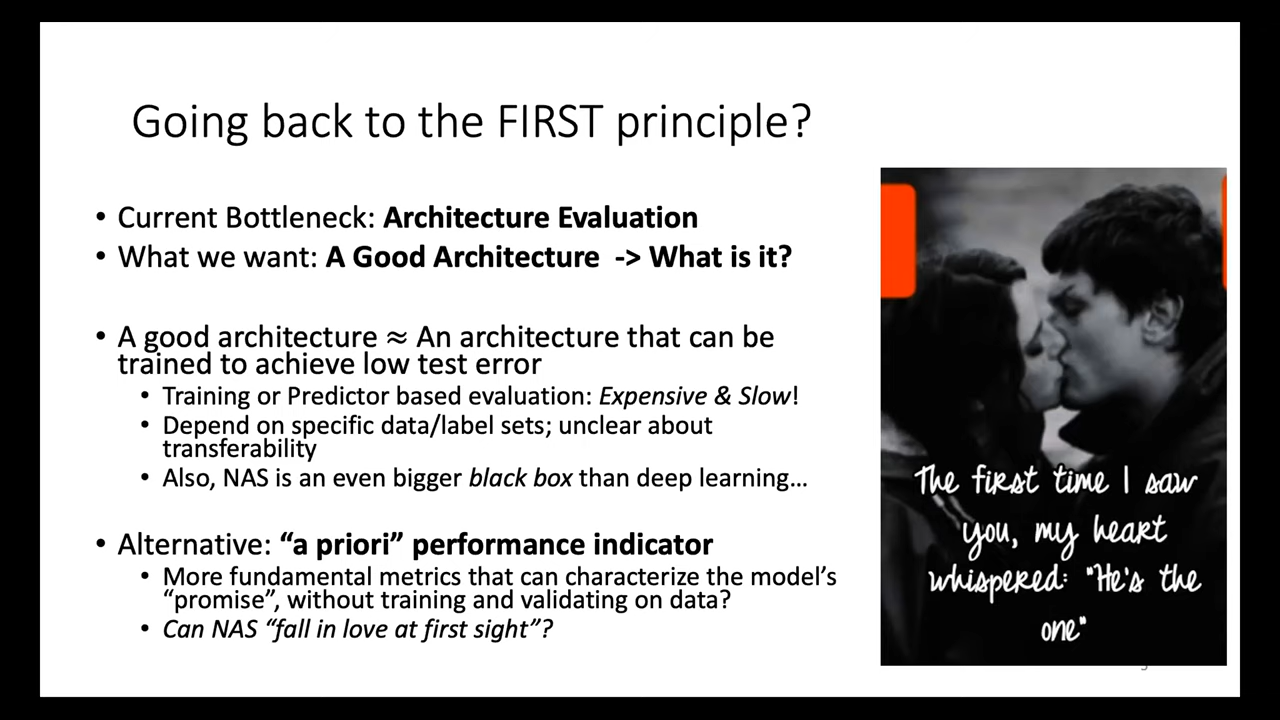 Going back to the FIRST principle?
• Current Bottleneck: Architecture Evaluation
• What we want: A Good Architecture -> What is it?
• A good architecture ≈ An architecture that can be
trained to achieve low test error
• Training or Predictor based evaluation: Expensive & Slow!
• Depend on specific data/label sets; unclear about
transferability
• Also, NAS is an even bigger black box than deep learning…
• Alternative: “a priori” performance indicator
• More fundamental metrics that can characterize the model’s
“promise”, without training and validating on data?
• Can NAS “fall in love at first sight”?
The first time I saw
you, my heart
whispered: "He's the
one"